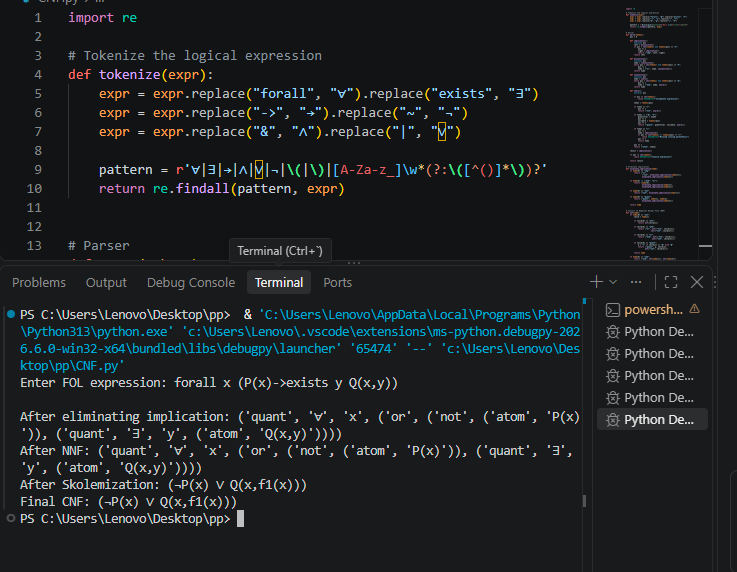 CNF.py > ...
1 import re
2
3 # Tokenize the logical expression
4 def tokenize(expr):
5 expr = expr.replace("forall", "∀").replace("exists", "∃")
6 expr = expr.replace("->", "→").replace("~", "¬")
7 expr = expr.replace("&", "∧").replace("|", "∨")
8
9 pattern = r'∀|∃|→|∧|∨|¬|\(|\)|[A-Za-z_]\w*(?:\([^()]*\))?'
10 return re.findall(pattern, expr)
11
12
13 # Parser
Terminal (Ctrl+`)
Problems Output Debug Console Terminal Ports
PS C:\Users\Lenovo\Desktop\pp> & 'C:\Users\Lenovo\AppData\Local\Programs\Python
\Python313\python.exe' 'c:\Users\Lenovo\.vscode\extensions\ms-python.debugpy-202
6.6.0-win32-x64\bundled\libs\debugpy\launcher' '65474' '--' 'c:\Users\Lenovo\Des
ktop\pp\CNF.py'
Enter FOL expression: forall x (P(x)->exists y Q(x,y))
After eliminating implication: ('quant', '∀', 'x', ('or', ('not', ('atom', 'P(x)
')), ('quant', '∃', 'y', ('atom', 'Q(x,y)'))))
After NNF: ('quant', '∀', 'x', ('or', ('not', ('atom', 'P(x)')), ('quant', '∃',
'y', ('atom', 'Q(x,y)'))))
After Skolemization: (¬P(x) ∨ Q(x,f1(x)))
Final CNF: (¬P(x) ∨ Q(x,f1(x)))
PS C:\Users\Lenovo\Desktop\pp>
powersh...
Python De...
Python De...
Python De...
Python De...
Python De...